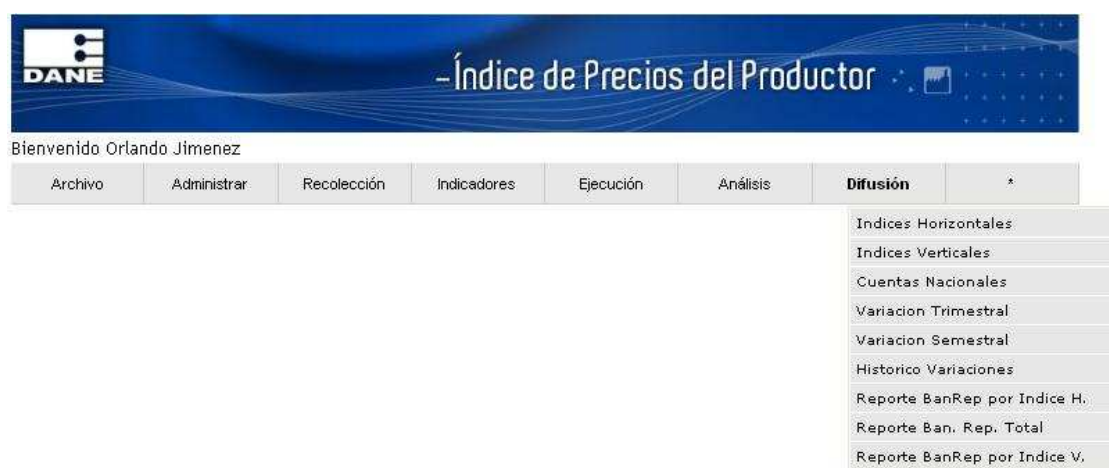 DANE
–Índice de Precios del Productor
Bienvenido Orlando Jimenez
Archivo Administrar Recolección Indicadores Ejecución Análisis Difusión *
Indices Horizontales
Indices Verticales
Cuentas Nacionales
Variacion Trimestral
Variacion Semestral
Historico Variaciones
Reporte BanRep por Indice H.
Reporte Ban. Rep. Total
Reporte BanRep por Indice V.